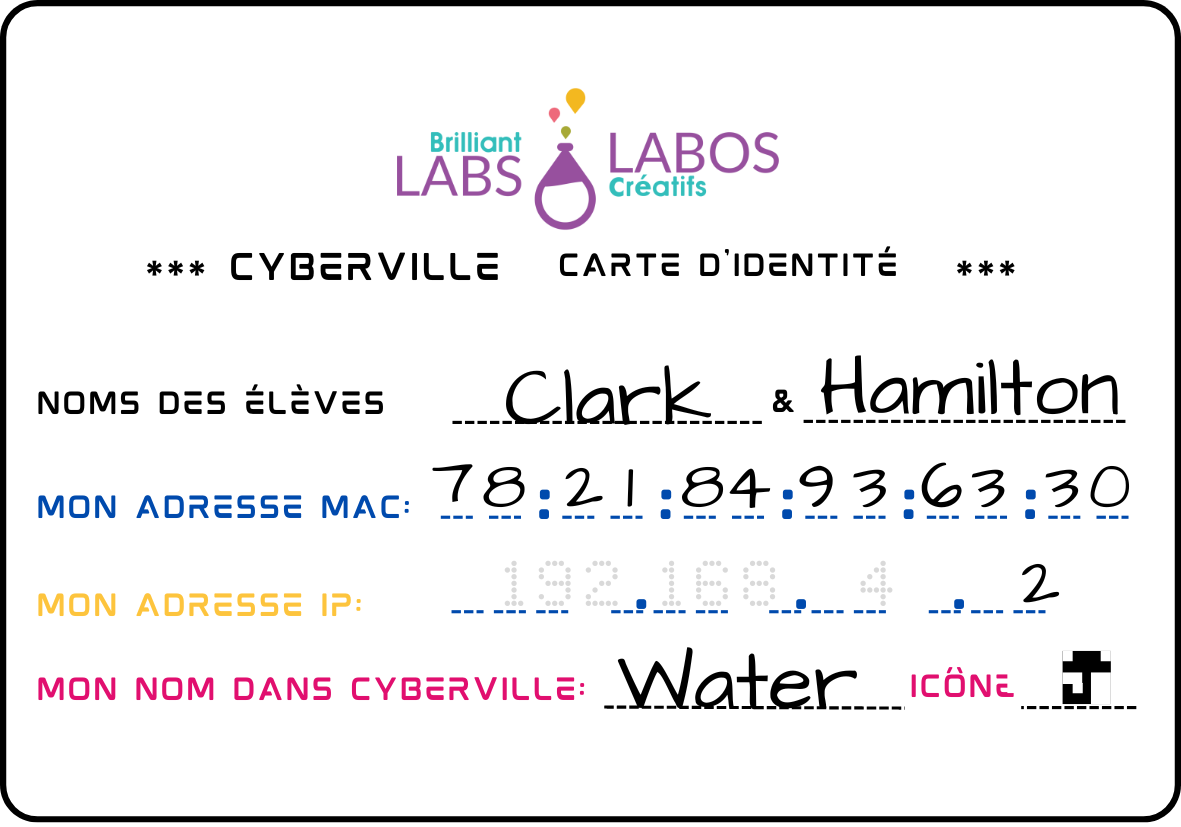 Brilliant LABS LABOS Créatifs
*** CYBERVILLE CARTE D'IDENTITÉ ***
NOMS DES ÉLÈVES Clark & Hamilton
MON ADRESSE MAC: 78:21:84:93:63:30
MON ADRESSE IP: 192.168.4.2
MON NOM DANS CYBERVILLE: Water ICÔNE